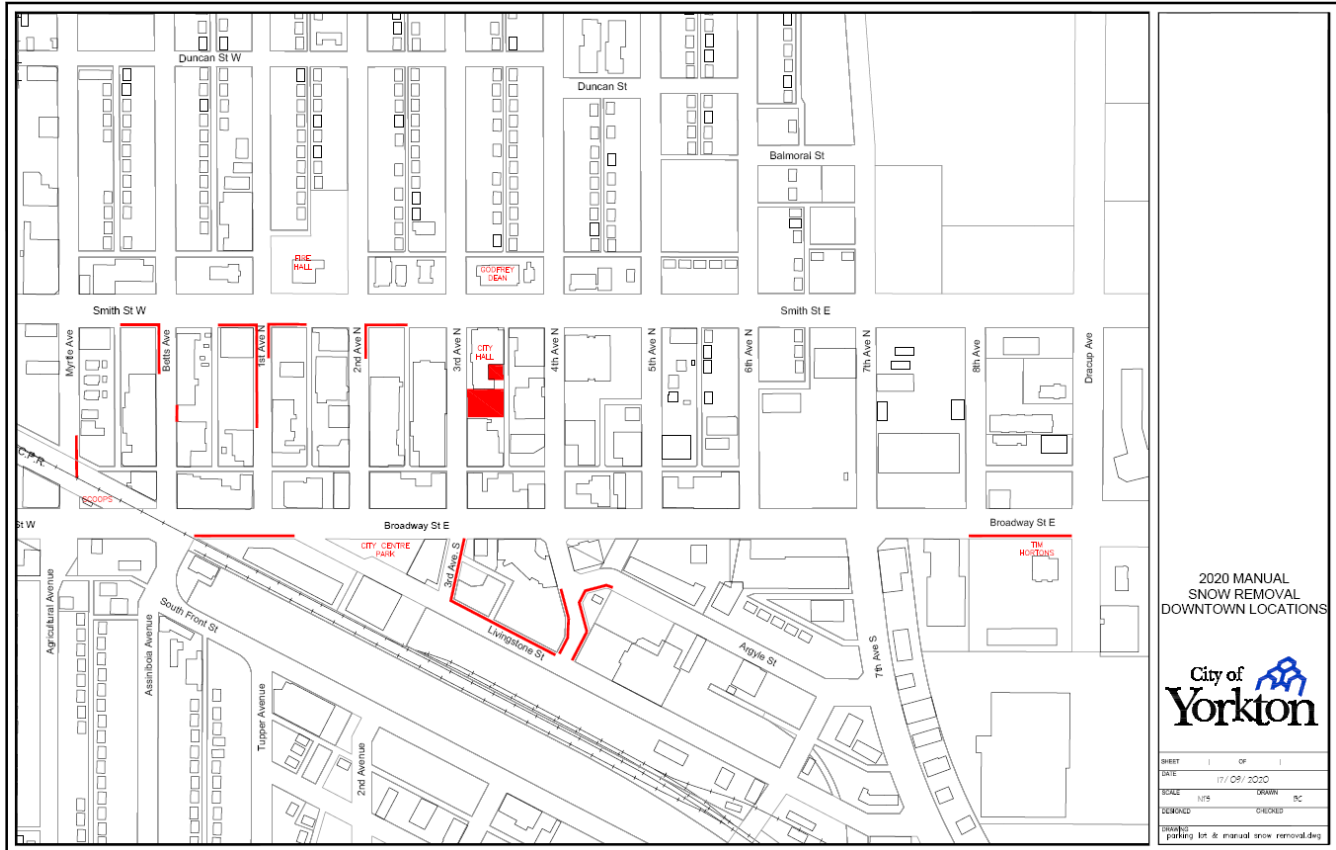 Duncan St W
Duncan St
Balmoral St
FIRE
HALL
GODFREY
DEAN
Smith St W
Smith St E
Myrtle Ave
Betts Ave
1st Ave N
2nd Ave N
3rd Ave N
CITY
HALL
4th Ave N
5th Ave N
6th Ave N
7th Ave N
8th Ave
Dracup Ave
C.P.R.
SCOOPS
St W
Broadway St E
Broadway St E
CITY CENTRE
PARK
3rd Ave. S
TIM
HORTONS
Agricultural Avenue
Assiniboia Avenue
South Front St
Tupper Avenue
2nd Avenue
Livingstone St
Argyle St
7th Ave S
2020 MANUAL
SNOW REMOVAL
DOWNTOWN LOCATIONS
City of
Yorkton
SHEET 1 OF 1
DATE 17/09/2020
SCALE NTS DRAWN
DESIGNED CHECKED
DRAWING
parking lot & manual snow removal.dwg